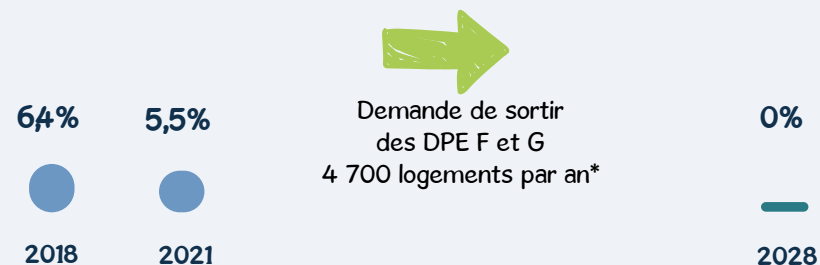 6,4%
5,5%
Demande de sortir
des DPE F et G
4 700 logements par an*
0%
2018
2021
2028